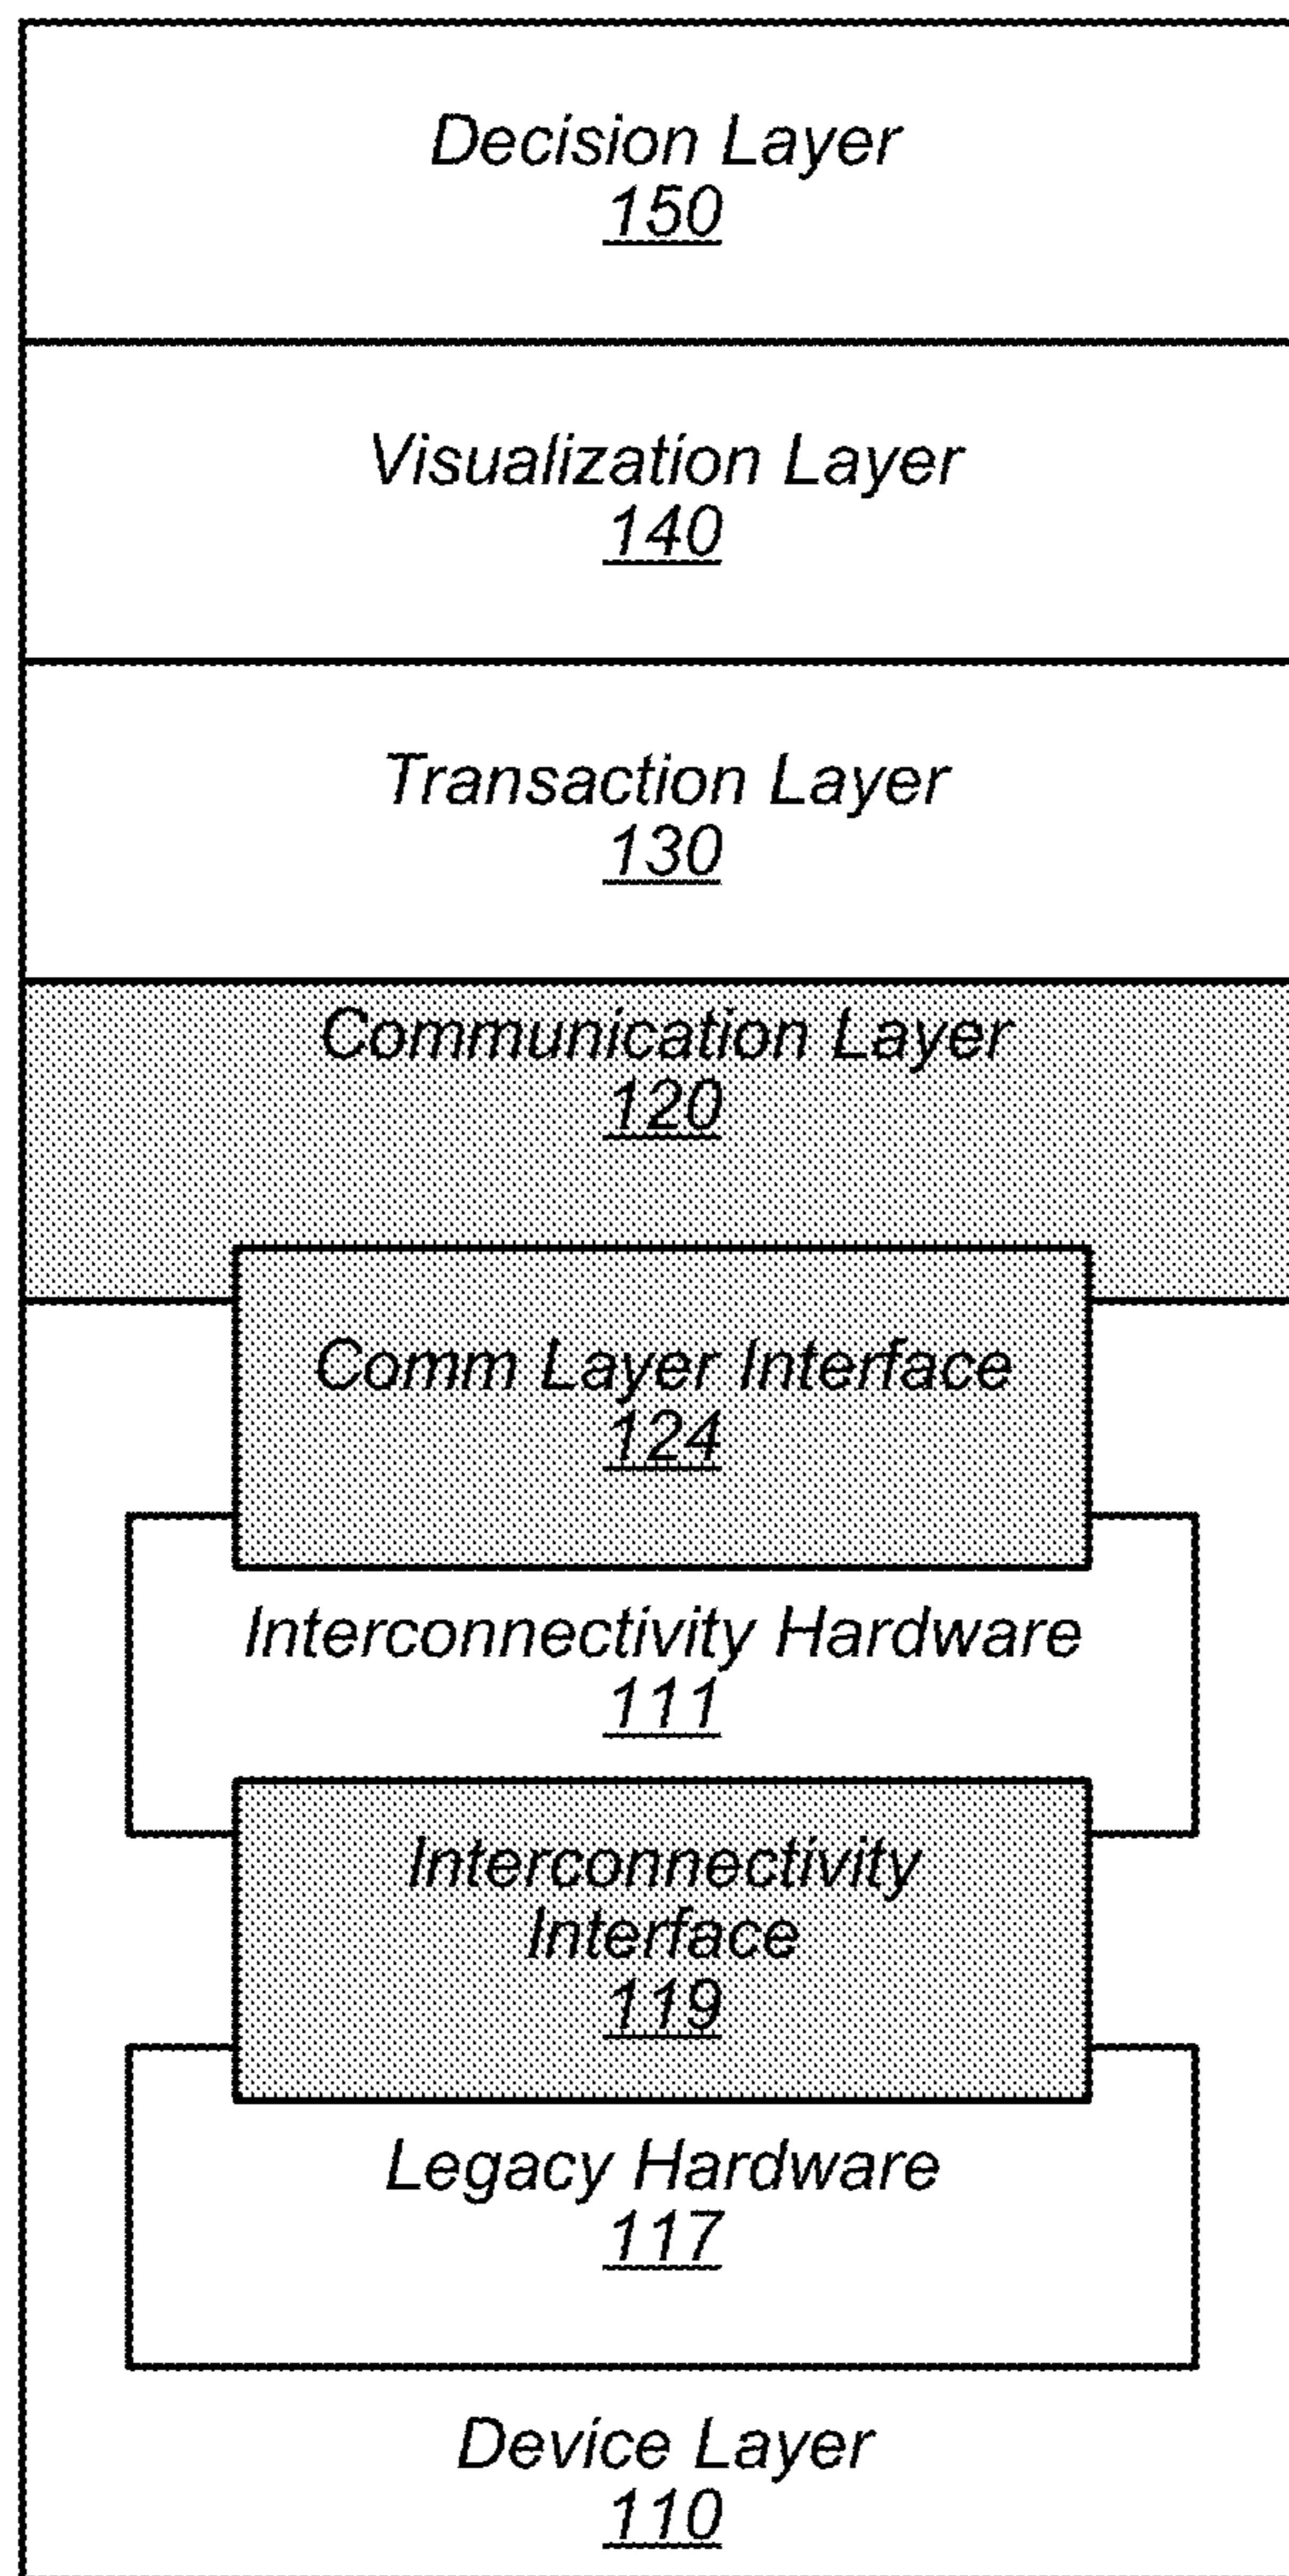 Decision Layer
150
Visualization Layer
140
Transaction Layer
130
Communication Layer
120
Comm Layer Interface
124
Interconnectivity Hardware
111
Interconnectivity
Interface
119
Legacy Hardware
117
Device Layer
110